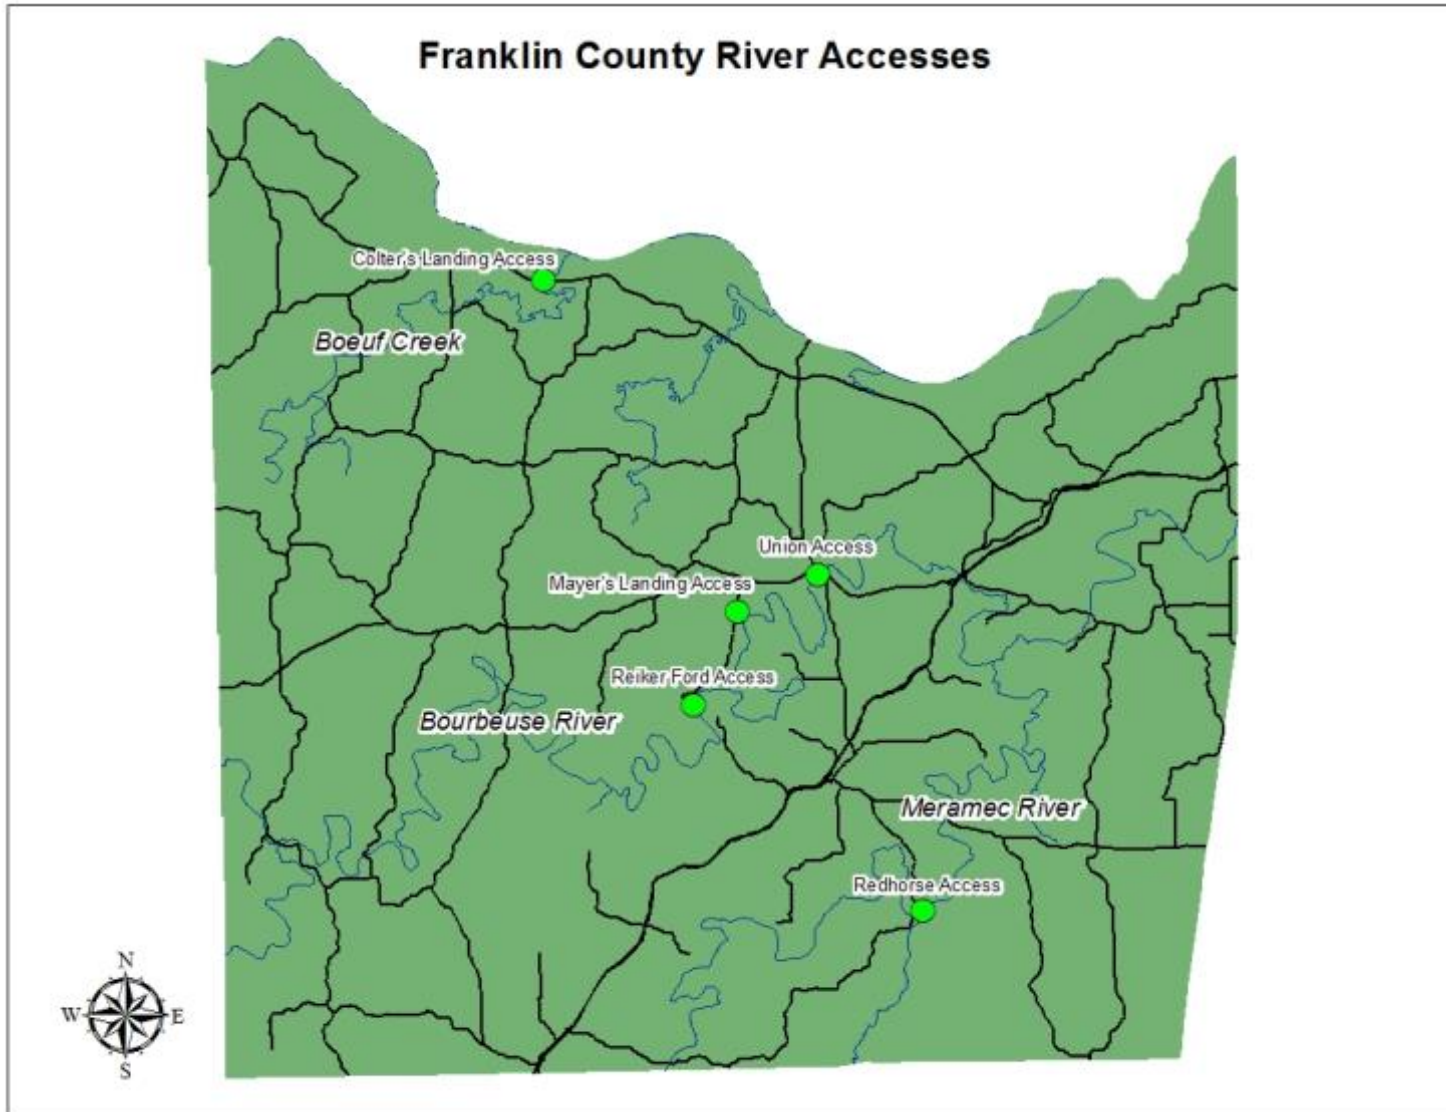 Franklin County River Accesses
Colter's Landing Access
Boeuf Creek
Union Access
Mayer's Landing Access
Reiker Ford Access
Bourbeuse River
Meramec River
Redhorse Access
N
W
E
S